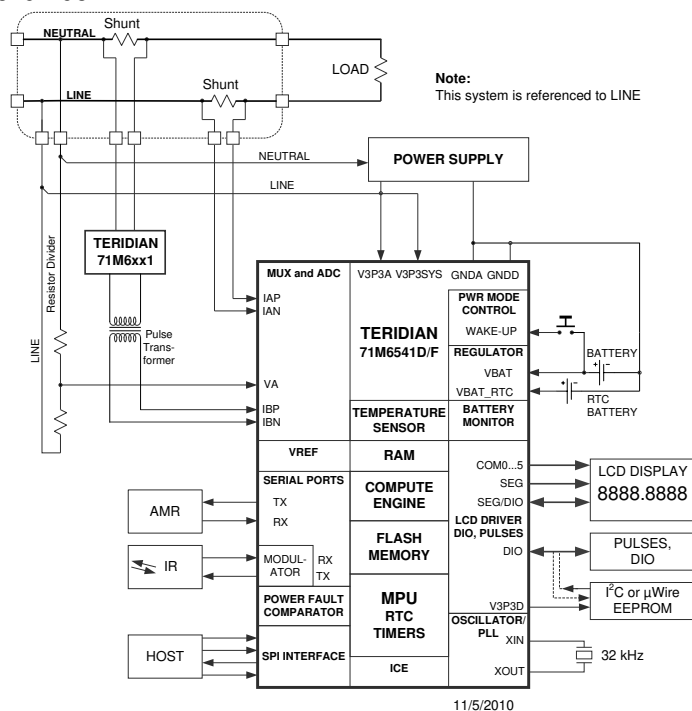 Shunt
NEUTRAL
LOAD
Note:
This system is referenced to LINE
Shunt
LINE
NEUTRAL
POWER SUPPLY
LINE
TERIDIAN
71M6xx1
Resistor Divider
LINE
Pulse
Trans-
former
MUX and ADC
V3P3A V3P3SYS GNDA GNDD
IAP
IAN
PWR MODE
CONTROL
TERIDIAN
71M6541D/F
WAKE-UP
REGULATOR
BATTERY
VBAT
VA
VBAT_RTC
RTC
BATTERY
IBP
IBN
TEMPERATURE
SENSOR
BATTERY
MONITOR
VREF
RAM
COM0...5
SEG
SEG/DIO
LCD DISPLAY
8888.8888
SERIAL PORTS
TX
RX
AMR
COMPUTE
ENGINE
LCD DRIVER
DIO, PULSES
DIO
PULSES,
DIO
IR
MODUL-
ATOR
RX
TX
FLASH
MEMORY
I²C or µWire
EEPROM
POWER FAULT
COMPARATOR
MPU
RTC
TIMERS
V3P3D
OSCILLATOR/
PLL
XIN
32 kHz
HOST
SPI INTERFACE
ICE
XOUT
11/5/2010